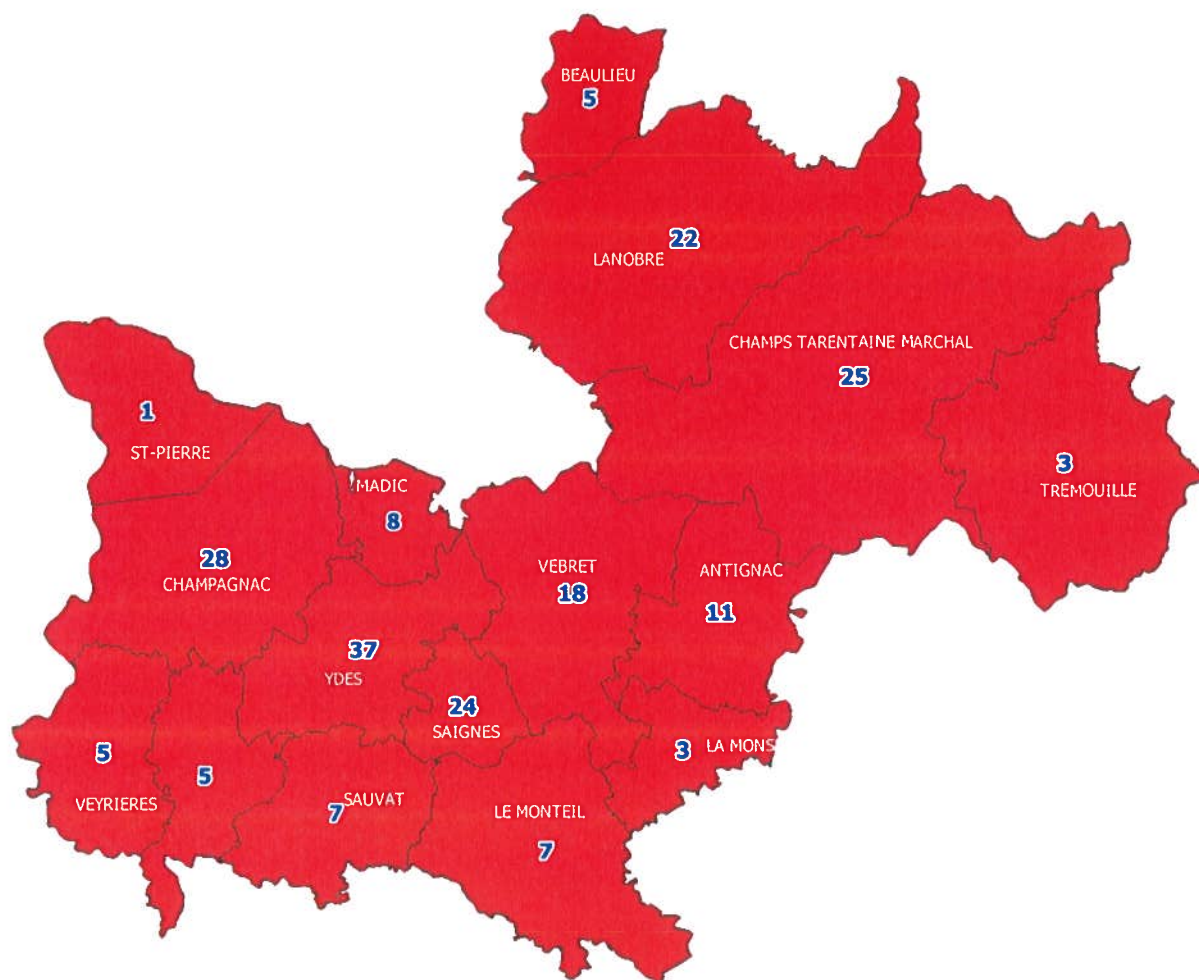 BEAULIEU
5
22
LANOBRE
CHAMPS TARENTAINE MARCHAL
25
1
ST-PIERRE
3
TREMOUILLE
MADIC
8
28
CHAMPAGNAC
VEBRET
18
ANTIGNAC
11
37
YDES
24
SAIGNES
3
LA MONS
5
VEYRIERES
5
SAUVAT
7
LE MONTEIL
7